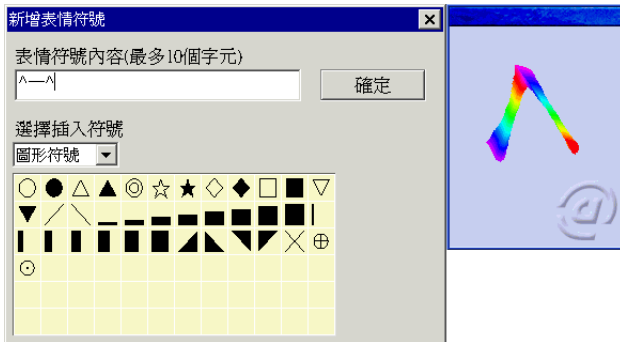 新增表情符號
表情符號內容(最多10個字元)
^—^
確定
選擇插入符號
圖形符號
○●△▲◎☆★◇◆□■▽
▼╱╲▁▂▃▄▅▆▇█▏
▎▍▌▋▊▉◢◣◥◤╳⊕
⊙
@